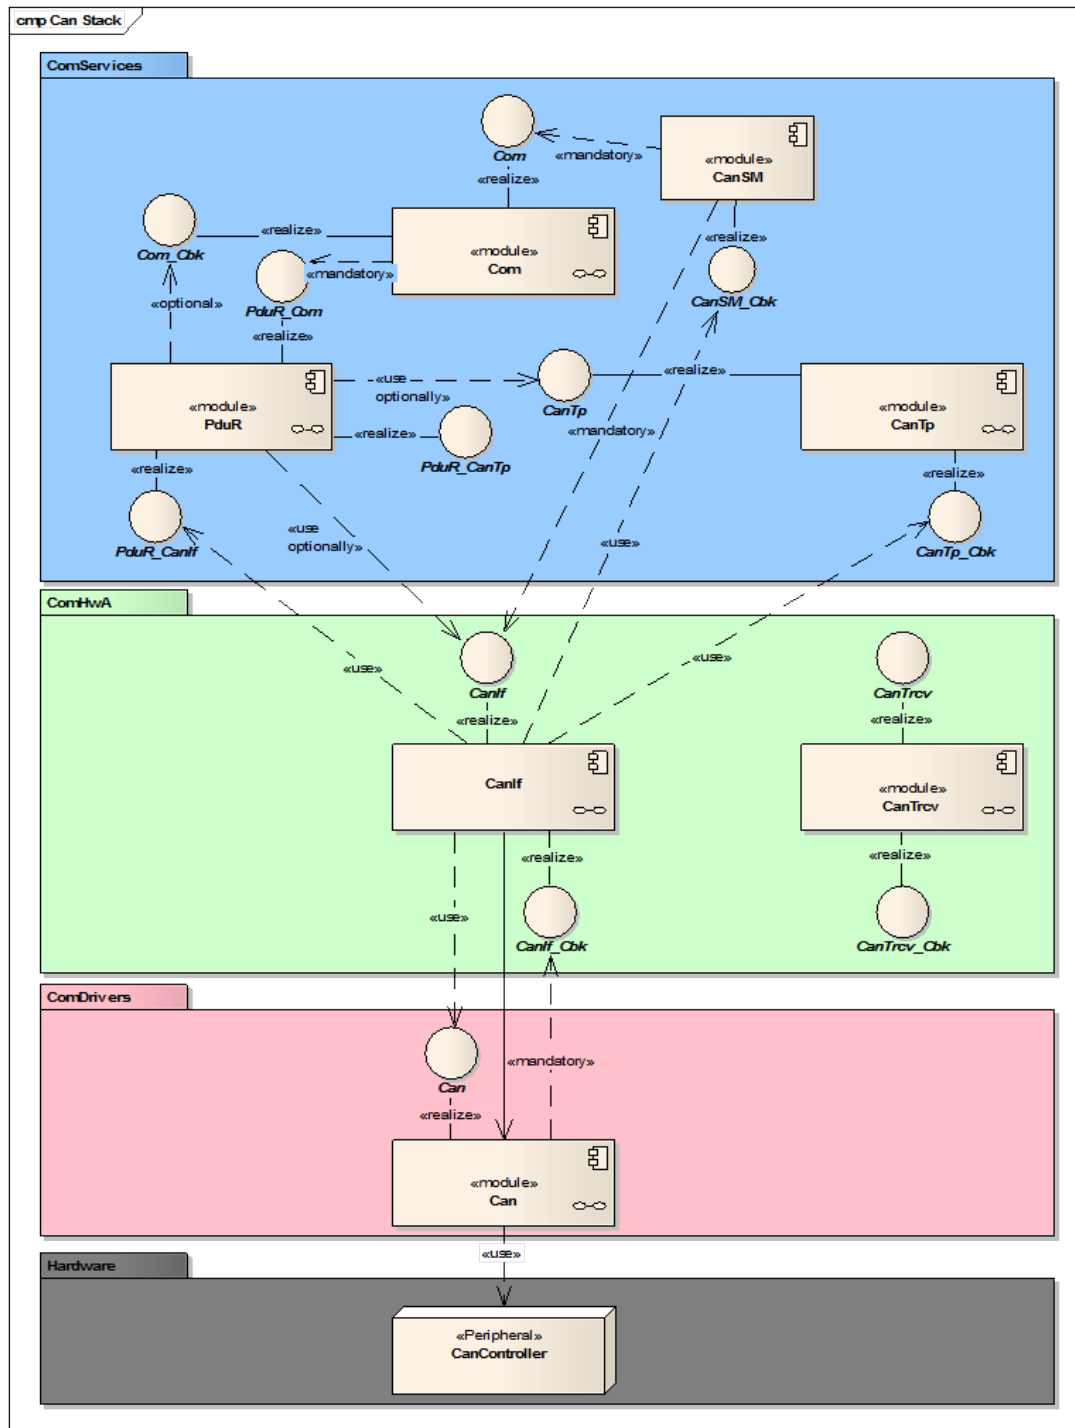 cmp Can Stack
ComServices
Com
«mandatory»
«module»
CanSM
«realize»
«realize»
Com_Cbk
«realize»
«module»
Com
«mandatory»
PduR_Com
CanSM_Cbk
«optional»
«realize»
«module»
PduR
«use
optionally»
CanTp
«realize»
«module»
CanTp
«realize»
PduR_CanTp
«mandatory»
«realize»
«realize»
PduR_CanIf
«use
optionally»
«use»
CanTp_Cbk
ComHwA
«use»
CanIf
«use»
CanTrcv
«realize»
«realize»
CanIf
«module»
CanTrcv
«realize»
«realize»
«use»
CanIf_Cbk
CanTrcv_Cbk
ComDrivers
Can
«mandatory»
«realize»
«module»
Can
«use»
Hardware
«Peripheral»
CanController